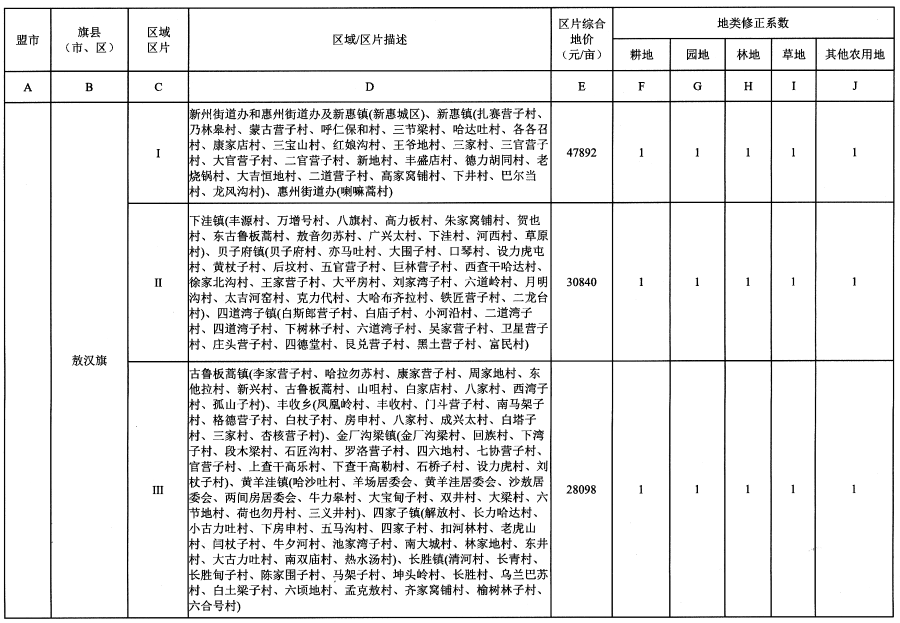 盟市
旗县
（市、区）
区域
区片
区域/区片描述
区片综合
地价
（元/亩）
地类修正系数
耕地
园地
林地
草地
其他农用地
A
B
C
D
E
F
G
H
I
J
敖汉旗
I
新州街道办和惠州街道办及新惠镇(新惠城区)、新惠镇(扎赛营子村、
乃林皋村、蒙古营子村、呼仁保和村、三节梁村、哈达吐村、各各召
村、康家店村、三宝山村、红娘沟村、王爷地村、三家村、三官营子
村、大官营子村、二官营子村、新地村、丰盛店村、德力胡同村、老
烧锅村、大吉恒地村、二道营子村、高家窝铺村、下井村、巴尔当
村、龙风沟村)、惠州街道办(喇嘛蒿村)
47892
1
1
1
1
1
II
下洼镇(丰源村、万增号村、八旗村、高力板村、朱家窝铺村、贺也
村、东古鲁板蒿村、敖音勿苏村、广兴太村、下洼村、河西村、草原
村)、贝子府镇(贝子府村、亦马吐村、大围子村、口琴村、设力虎屯
村、黄杖子村、后坟村、五官营子村、巨林营子村、西查干哈达村、
徐家北沟村、王家营子村、大平房村、刘家湾子村、六道岭村、月明
沟村、太吉河窑村、克力代村、大哈布齐拉村、铁匠营子村、二龙台
村)、四道湾子镇(白斯郎营子村、白庙子村、小河沿村、二道湾子
村、四道湾子村、下树林子村、六道湾子村、吴家营子村、卫星营子
村、庄头营子村、四德堂村、艮兑营子村、黑土营子村、富民村)
30840
1
1
1
1
1
III
古鲁板蒿镇(李家营子村、哈拉勿苏村、康家营子村、周家地村、东
他拉村、新兴村、古鲁板蒿村、山咀村、白家店村、八家村、西湾子
村、孤山子村)、丰收乡(凤凰岭村、丰收村、门斗营子村、南马架子
村、格德营子村、白杖子村、房申村、八家村、成兴太村、白塔子
村、三家村、杏核营子村)、金厂沟梁镇(金厂沟梁村、回族村、下湾
子村、段木梁村、石匠沟村、罗洛营子村、四六地村、七协营子村、
官营子村、上查干高乐村、下查干高勒村、石桥子村、设力虎村、刘
杖子村)、黄羊洼镇(哈沙吐村、羊场居委会、黄羊洼居委会、沙敖居
委会、两间房居委会、牛力皋村、大宝甸子村、双井村、大梁村、六
节地村、荷也勿丹村、三义井村)、四家子镇(解放村、长力哈达村、
小古力吐村、下房申村、五马沟村、四家子村、扣河林村、老虎山
村、闫杖子村、牛夕河村、池家湾子村、南大城村、林家地村、东井
村、大古力吐村、南双庙村、热水汤村)、长胜镇(清河村、长青村、
长胜甸子村、陈家围子村、马架子村、坤头岭村、长胜村、乌兰巴苏
村、白土梁子村、六顷地村、孟克敖村、齐家窝铺村、榆树林子村、
六合号村)
28098
1
1
1
1
1